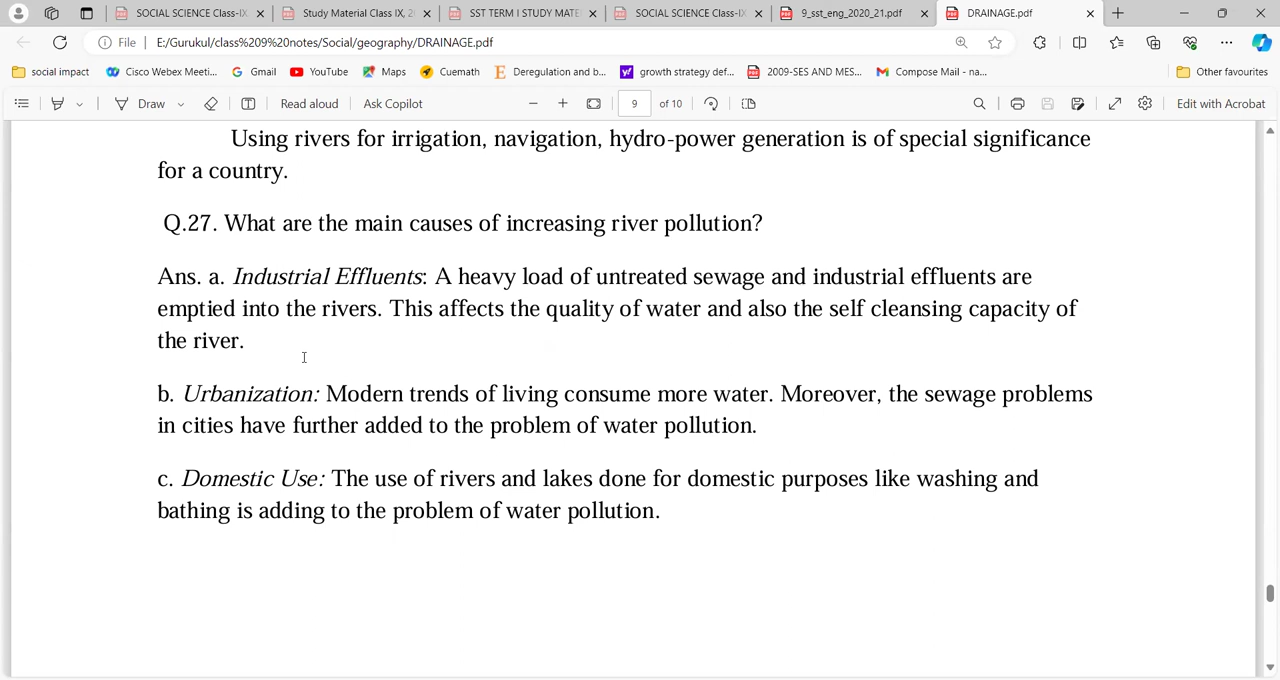 SOCIAL SCIENCE Class-IX
Study Material Class IX, 2
SST TERM I STUDY MATE
SOCIAL SCIENCE Class-IX
9_sst_eng_2020_21.pdf
DRAINAGE.pdf
File E:/Gurukul/class%209%20notes/Social/geography/DRAINAGE.pdf
social impact Cisco Webex Meeti... Gmail YouTube Maps Cuemath Deregulation and b... growth strategy def... 2009-SES AND MES... Compose Mail - na... Other favourites
Draw Read aloud Ask Copilot 9 of 10 Edit with Acrobat
Using rivers for irrigation, navigation, hydro-power generation is of special significance
for a country.
Q.27. What are the main causes of increasing river pollution?
Ans. a. Industrial Effluents: A heavy load of untreated sewage and industrial effluents are
emptied into the rivers. This affects the quality of water and also the self cleansing capacity of
the river.
b. Urbanization: Modern trends of living consume more water. Moreover, the sewage problems
in cities have further added to the problem of water pollution.
c. Domestic Use: The use of rivers and lakes done for domestic purposes like washing and
bathing is adding to the problem of water pollution.